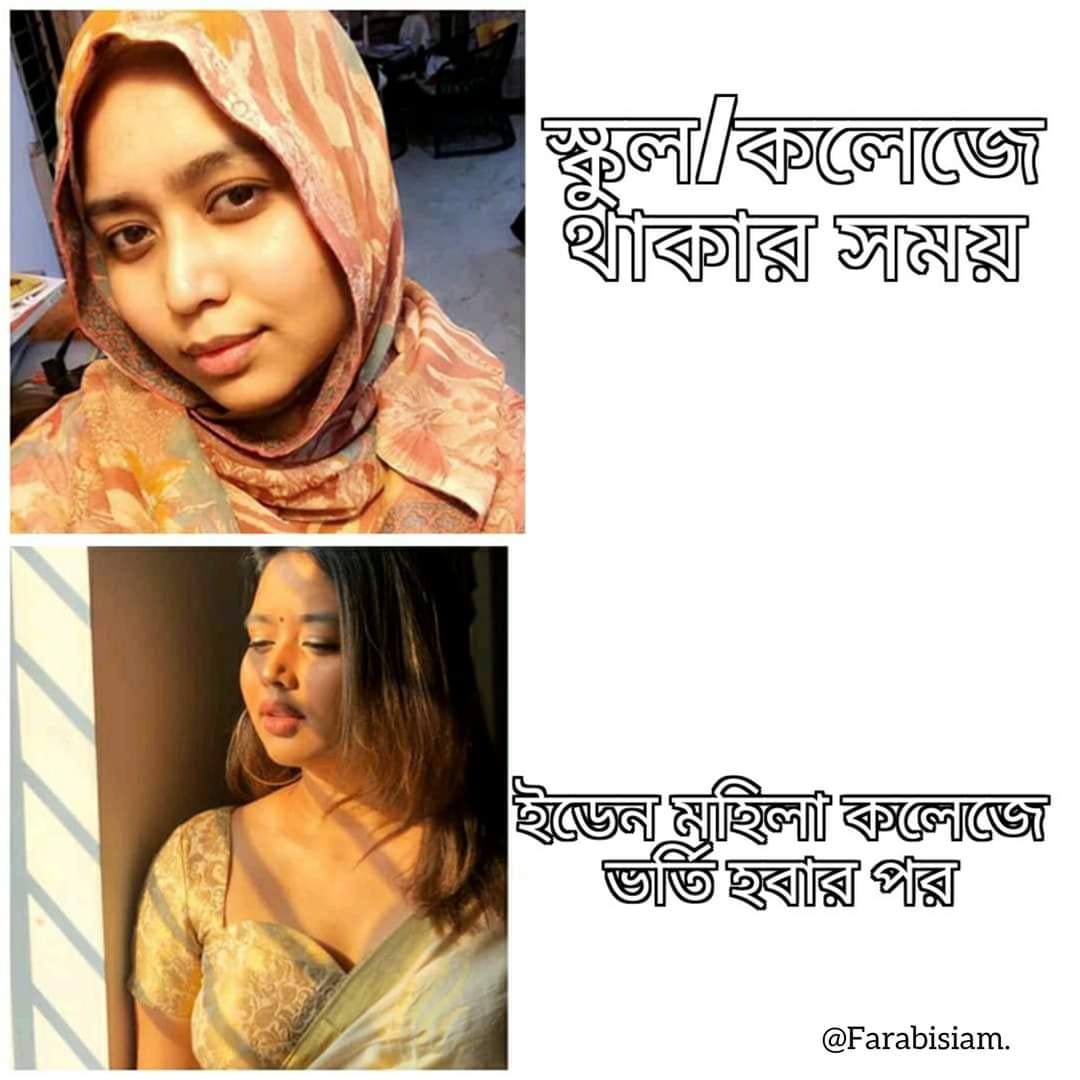 স্কুল/কলেজে
থাকার সময়
ইডেন মহিলা কলেজে
ভর্তি হবার পর
@Farabisiam.